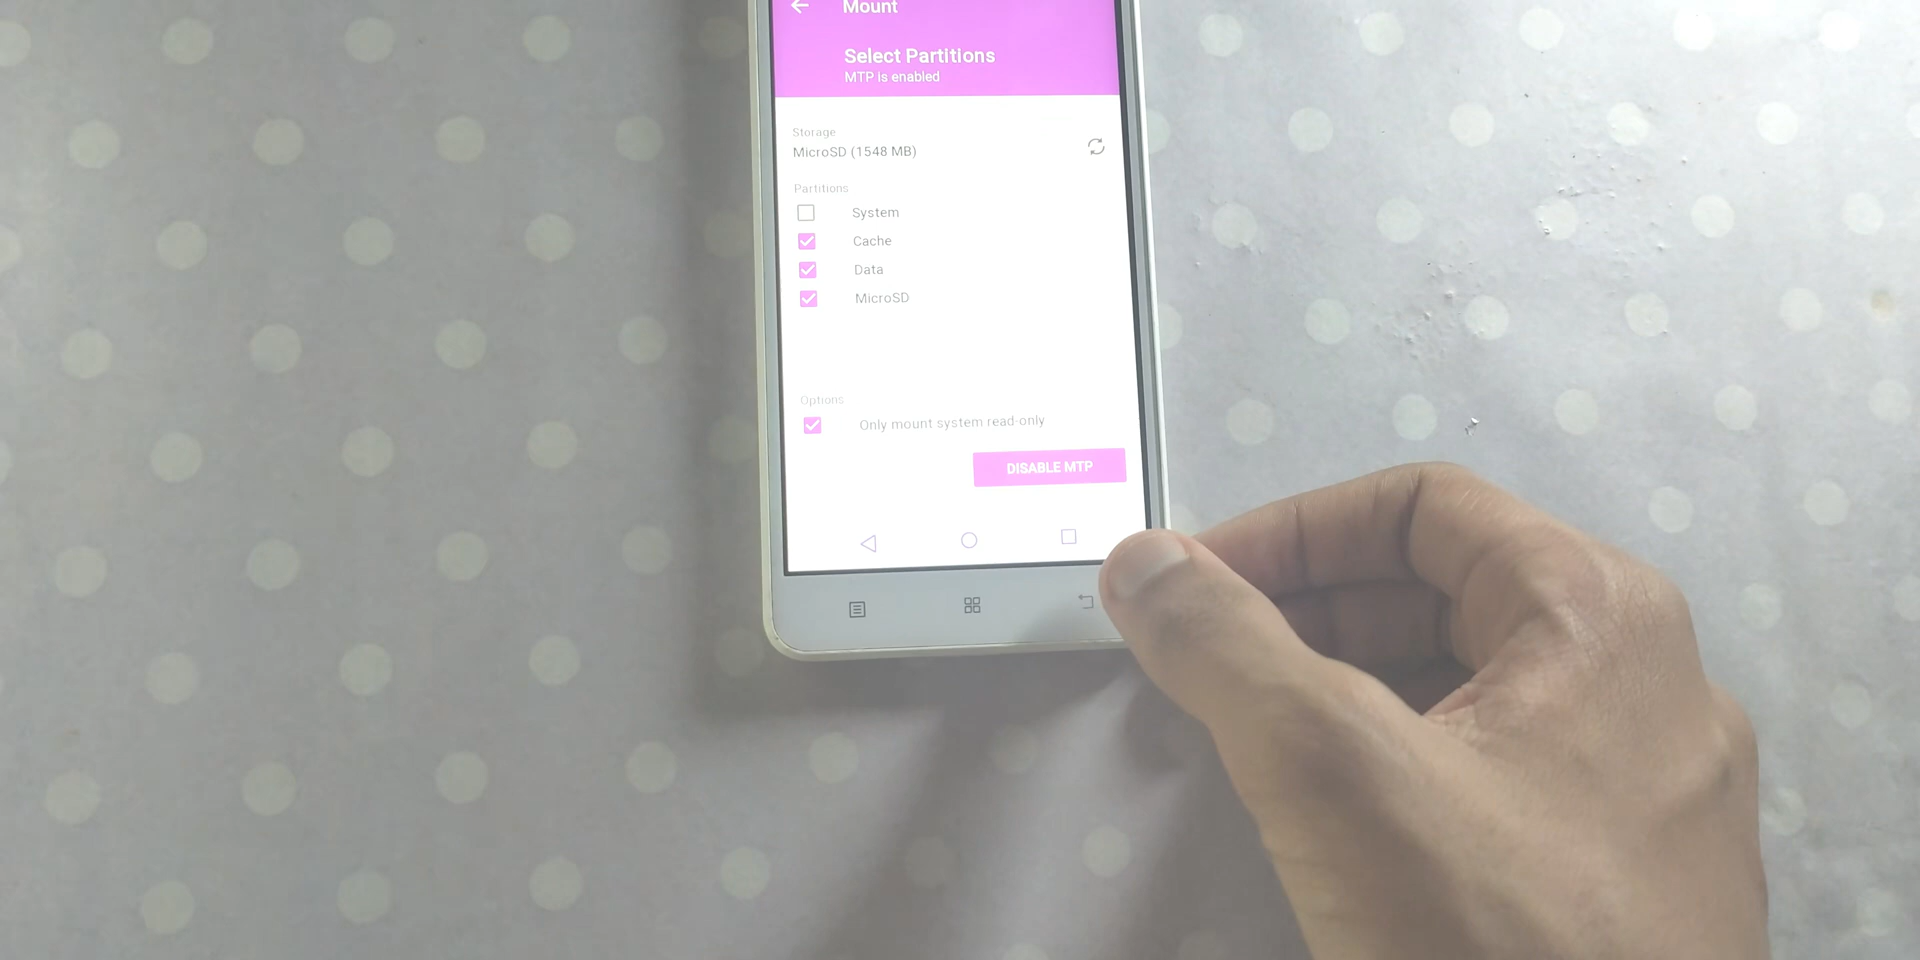 Mount
Select Partitions
MTP is enabled
Storage
MicroSD (1548 MB)
Partitions
System
Cache
Data
MicroSD
Options
Only mount system read-only
DISABLE MTP